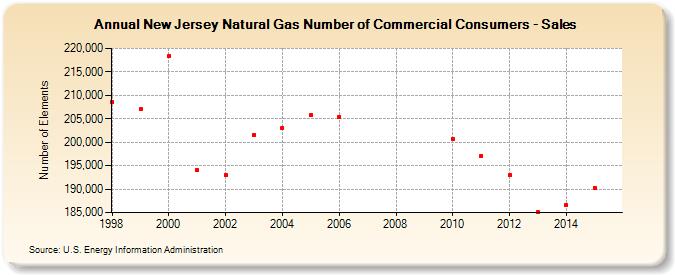 Annual New Jersey Natural Gas Number of Commercial Consumers - Sales
Number of Elements
220,000
215,000
210,000
205,000
200,000
195,000
190,000
185,000
1998 2000 2002 2004 2006 2008 2010 2012 2014
Source: U.S. Energy Information Administration